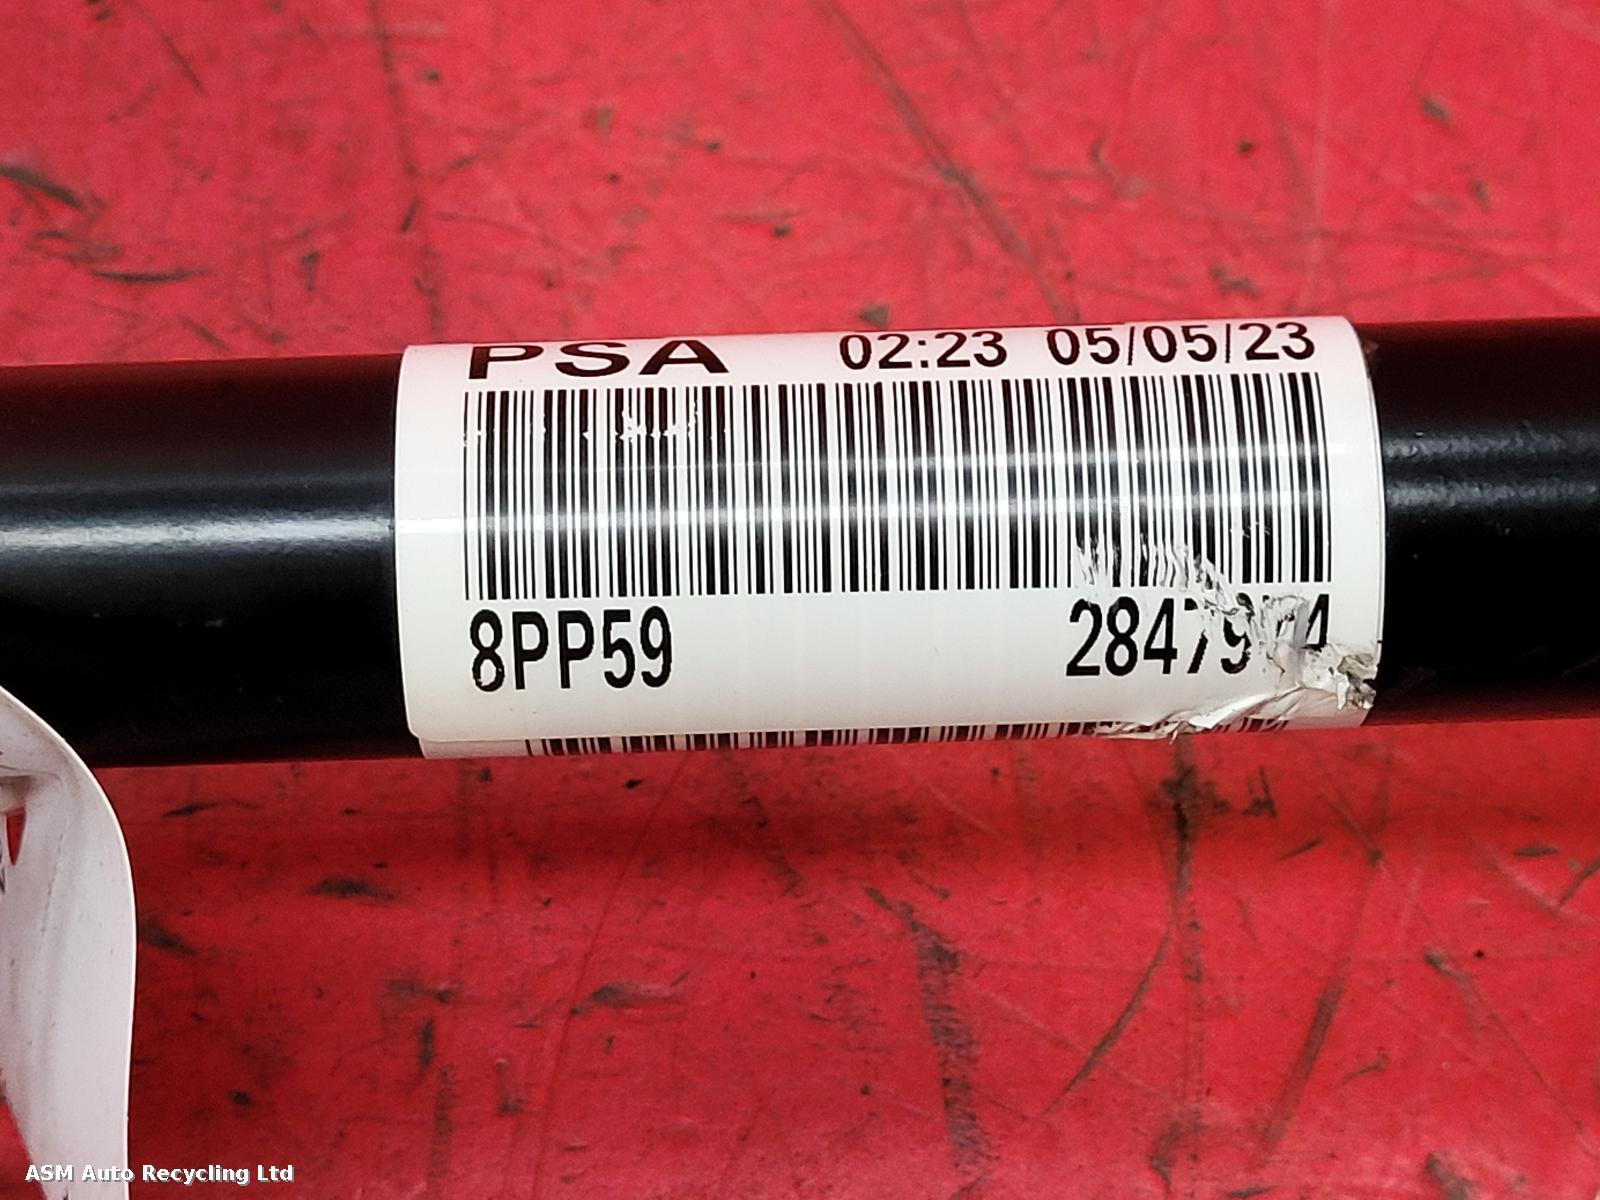 PSA 02:23 05/05/23
8PP59
ASM Auto Recycling Ltd